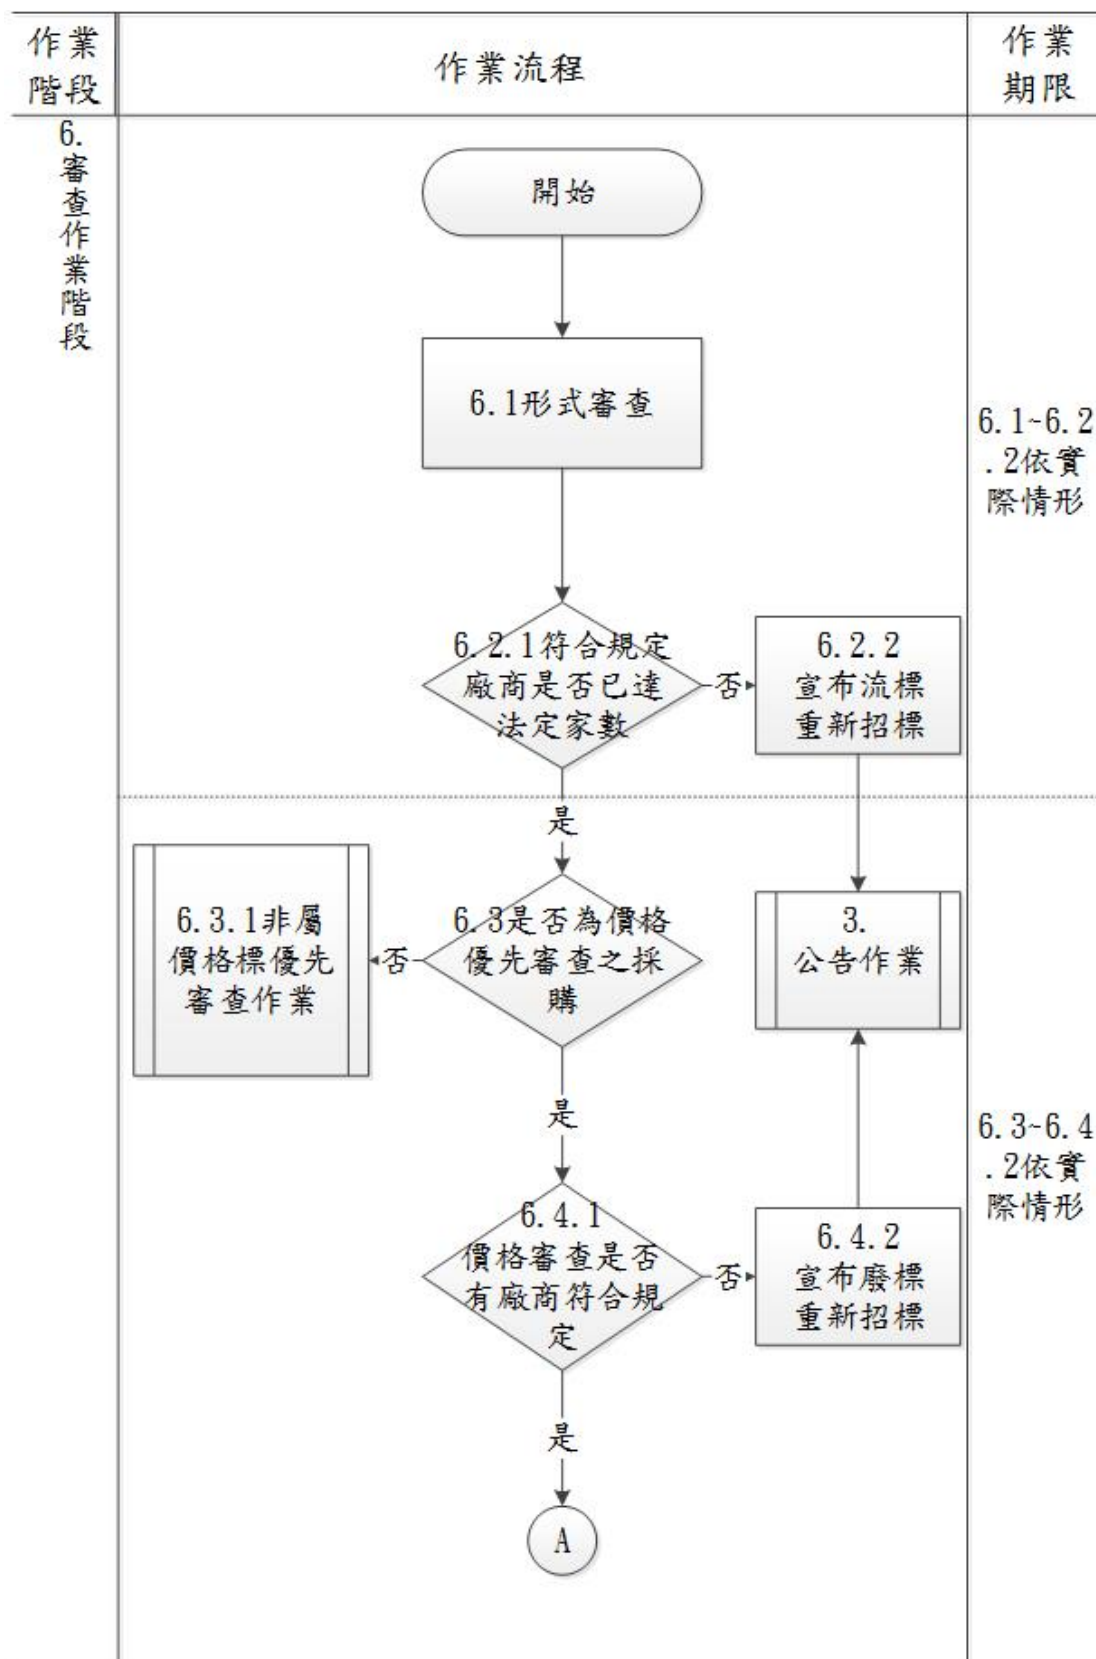 作業
階段
作業流程
作業
期限
6.
審
查
作
業
階
段
開始
6.1形式審查
6.1~6.2
.2依實
際情形
6.2.1符合規定
廠商是否已達
法定家數
否
6.2.2
宣布流標
重新招標
是
6.3.1非屬
價格標優先
審查作業
否
6.3是否為價格
優先審查之採
購
3.
公告作業
是
6.3~6.4
.2依實
際情形
6.4.1
價格審查是否
有廠商符合規
定
否
6.4.2
宣布廢標
重新招標
是
A